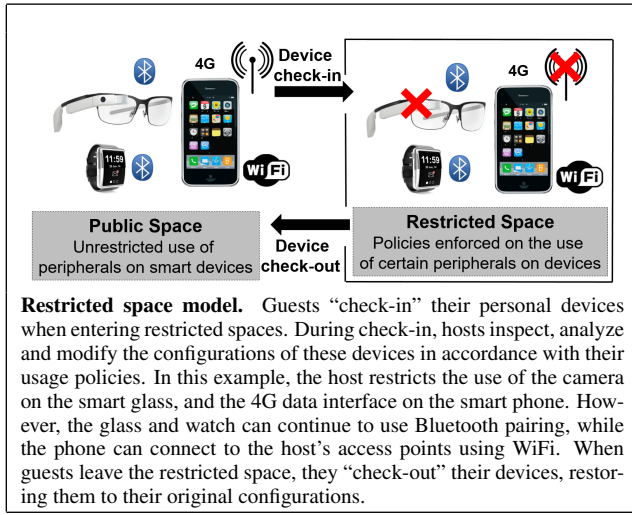 4G
Device
check-in
4G
11:59
WiFi
11:59
WiFi
Public Space
Unrestricted use of
peripherals on smart devices
Device
check-out
Restricted Space
Policies enforced on the use
of certain peripherals on devices
Restricted space model. Guests “check-in” their personal devices
when entering restricted spaces. During check-in, hosts inspect, analyze
and modify the configurations of these devices in accordance with their
usage policies. In this example, the host restricts the use of the camera
on the smart glass, and the 4G data interface on the smart phone. How-
ever, the glass and watch can continue to use Bluetooth pairing, while
the phone can connect to the host’s access points using WiFi. When
guests leave the restricted space, they “check-out” their devices, restor-
ing them to their original configurations.